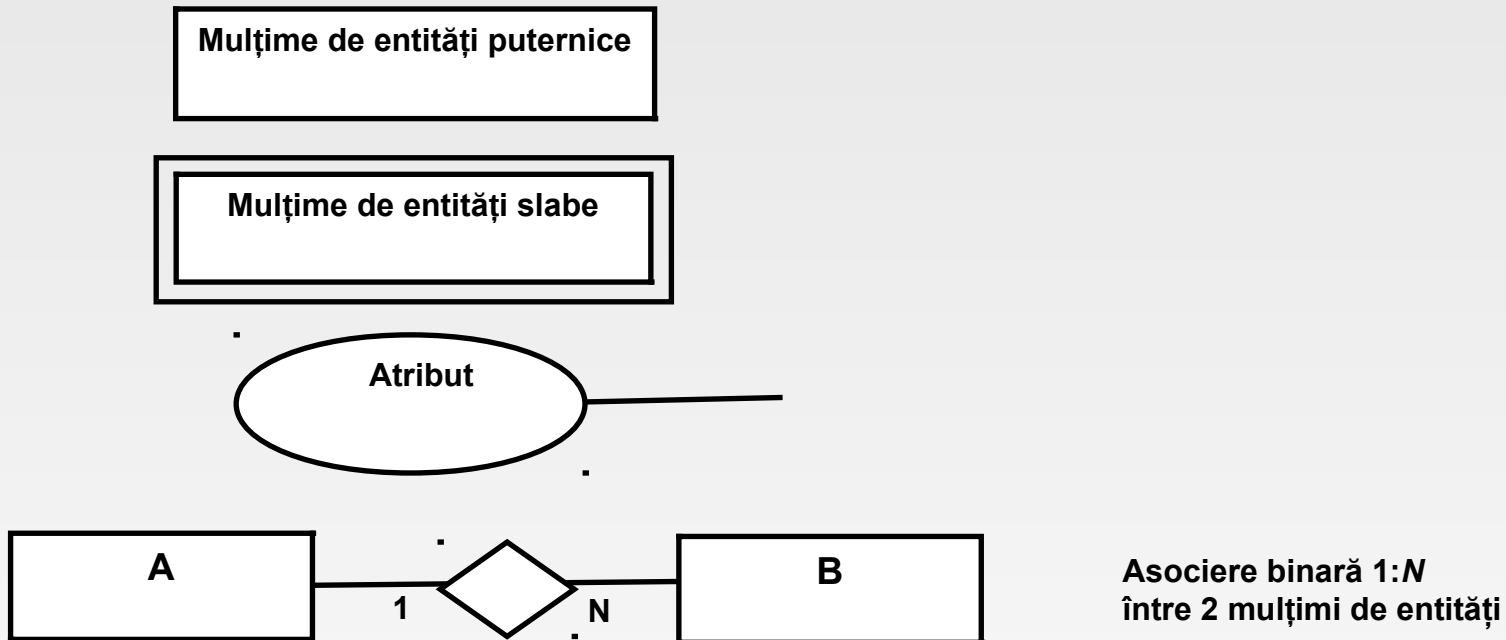 Mulțime de entități puternice
Mulțime de entități slabe
Atribut
A
1
N
B
Asociere binară 1:N
între 2 mulțimi de entități